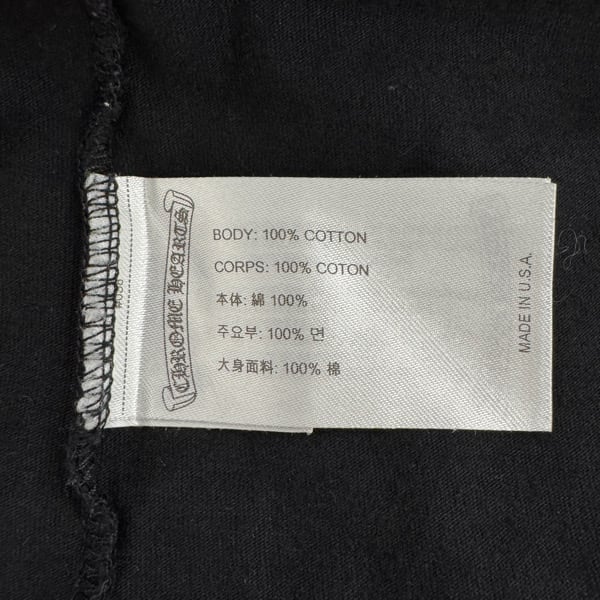 CHROME HEARTS
BODY: 100% COTTON
CORPS: 100% COTON
本体: 綿 100%
주요부: 100% 면
大身面料: 100% 棉
MADE IN U.S.A.